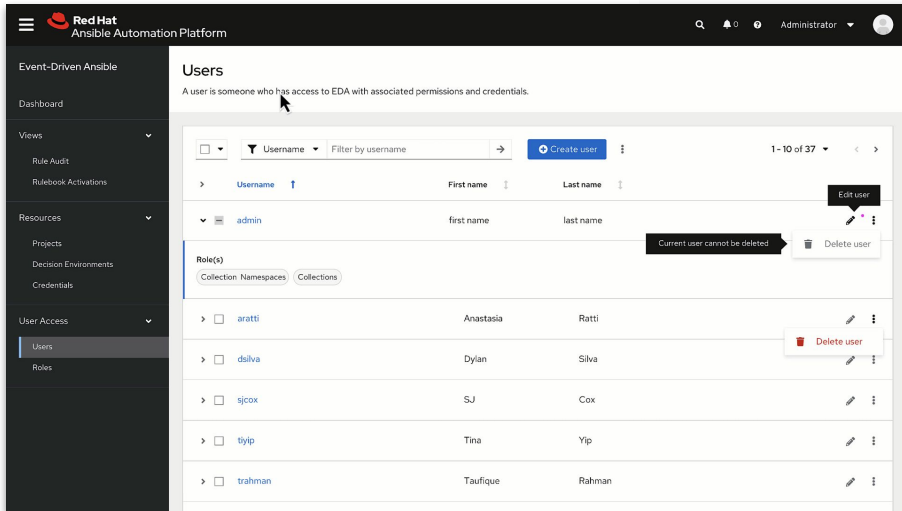 Red Hat
Ansible Automation Platform
0
Administrator
Event-Driven Ansible
Dashboard
Views
Rule Audit
Rulebook Activations
Resources
Projects
Decision Environments
Credentials
User Access
Users
Roles
Users
A user is someone who has access to EDA with associated permissions and credentials.
Username
Filter by username
Create user
1 - 10 of 37
Username First name Last name
Edit user
admin first name last name
Current user cannot be deleted
Delete user
Role(s)
Collection Namespaces Collections
aratti Anastasia Ratti
Delete user
dsilva Dylan Silva
sjcox SJ Cox
tiyip Tina Yip
trahman Taufique Rahman